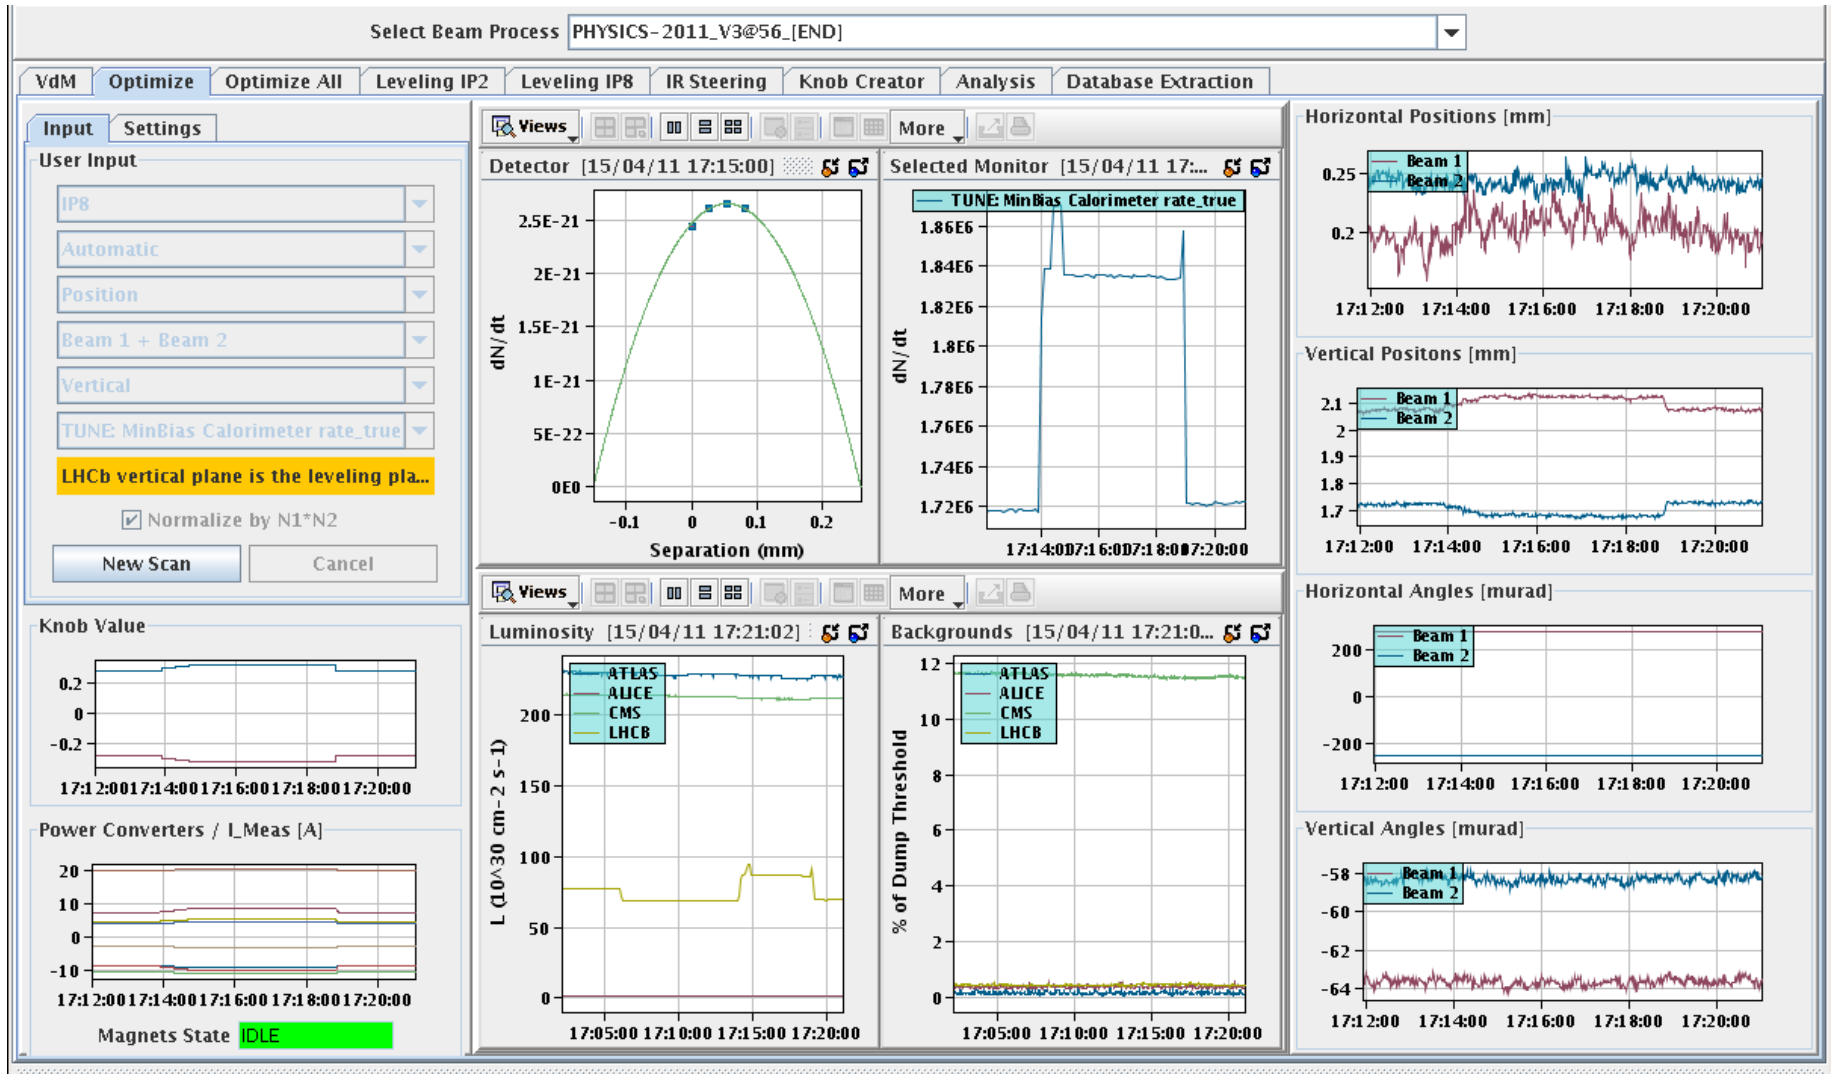 Select Beam Process PHYSICS-2011_V3@56_[END]
VdM Optimize Optimize All Leveling IP2 Leveling IP8 IR Steering Knob Creator Analysis Database Extraction
Input Settings
User Input
IP8
Automatic
Position
Beam 1 + Beam 2
Vertical
TUNE: MinBias Calorimeter rate_true
LHCb vertical plane is the leveling pla...
Normalize by N1*N2
New Scan Cancel
Knob Value
0.2
0
-0.2
17:12:00 17:14:00 17:16:00 17:18:00 17:20:00
Power Converters / I_Meas [A]
20
10
0
-10
17:12:00 17:14:00 17:16:00 17:18:00 17:20:00
Magnets State IDLE
Views More
Detector [15/04/11 17:15:00]
dN/dt
2.5E-21
2E-21
1.5E-21
1E-21
5E-22
0E0
-0.1 0 0.1 0.2
Separation (mm)
Selected Monitor [15/04/11 17:...
TUNE: MinBias Calorimeter rate_true
dN/dt
1.86E6
1.84E6
1.82E6
1.8E6
1.78E6
1.76E6
1.74E6
1.72E6
17:14:00 17:16:00 17:18:00 17:20:00
Views More
Luminosity [15/04/11 17:21:02]
ATLAS
ALICE
CMS
LHCB
L (10^30 cm-2 s-1)
200
150
100
50
0
17:05:00 17:10:00 17:15:00 17:20:00
Backgrounds [15/04/11 17:21:0...
ATLAS
ALICE
CMS
LHCB
% of Dump Threshold
12
10
8
6
4
2
0
17:05:00 17:10:00 17:15:00 17:20:00
Horizontal Positions [mm]
Beam 1
Beam 2
0.25
0.2
17:12:00 17:14:00 17:16:00 17:18:00 17:20:00
Vertical Positons [mm]
Beam 1
Beam 2
2.1
2
1.9
1.8
1.7
17:12:00 17:14:00 17:16:00 17:18:00 17:20:00
Horizontal Angles [murad]
Beam 1
Beam 2
200
0
-200
17:12:00 17:14:00 17:16:00 17:18:00 17:20:00
Vertical Angles [murad]
Beam 1
Beam 2
-58
-60
-62
-64
17:12:00 17:14:00 17:16:00 17:18:00 17:20:00